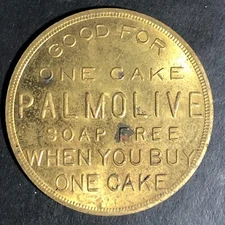 GOOD FOR
ONE CAKE
PALMOLIVE
SOAP FREE
WHEN YOU BUY
ONE CAKE